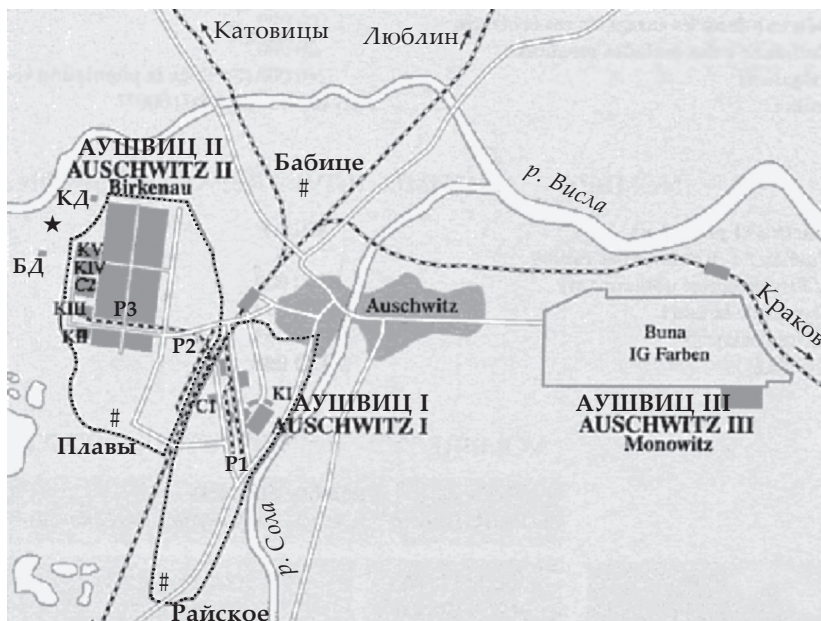 Катовицы
Люблин
АУШВИЦ II
AUSCHWITZ II
Birkenau
Бабице
#
р. Висла
КД
★
БД
KV
KIV
C2
KIII
KII
P3
P2
Auschwitz
Краков
Buna
IG Farben
C1
KI
АУШВИЦ I
AUSCHWITZ I
АУШВИЦ III
AUSCHWITZ III
Monowitz
#
Плавы
P1
р. Сола
#
Райское